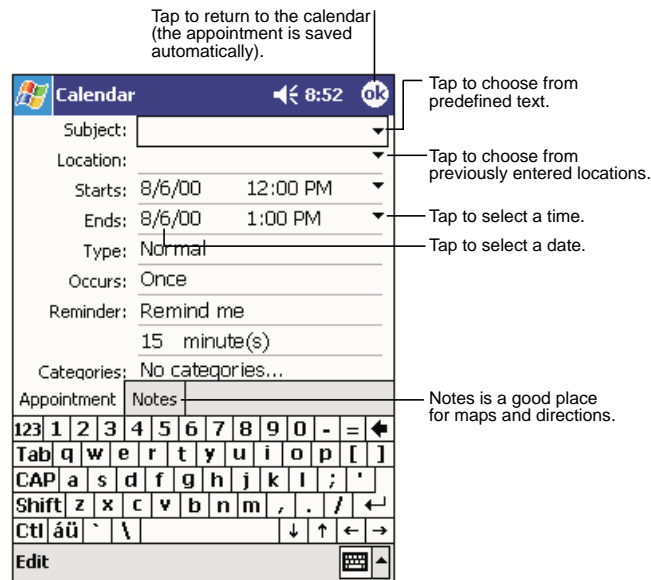 Tap to return to the calendar
(the appointment is saved
automatically).
Calendar 8:52 ok
Tap to choose from
predefined text.
Subject:
Location:
Tap to choose from
previously entered locations.
Starts: 8/6/00 12:00 PM
Ends: 8/6/00 1:00 PM
Tap to select a time.
Tap to select a date.
Type: Normal
Occurs: Once
Reminder: Remind me
15 minute(s)
Categories: No categories...
Appointment Notes
Notes is a good place
for maps and directions.
123 1 2 3 4 5 6 7 8 9 0 - = 🡄
Tab q w e r t y u i o p [ ]
CAP a s d f g h j k l ; '
Shift z x c v b n m , . / ↵
Ctl áü ` \ ↓ ↑ ← →
Edit